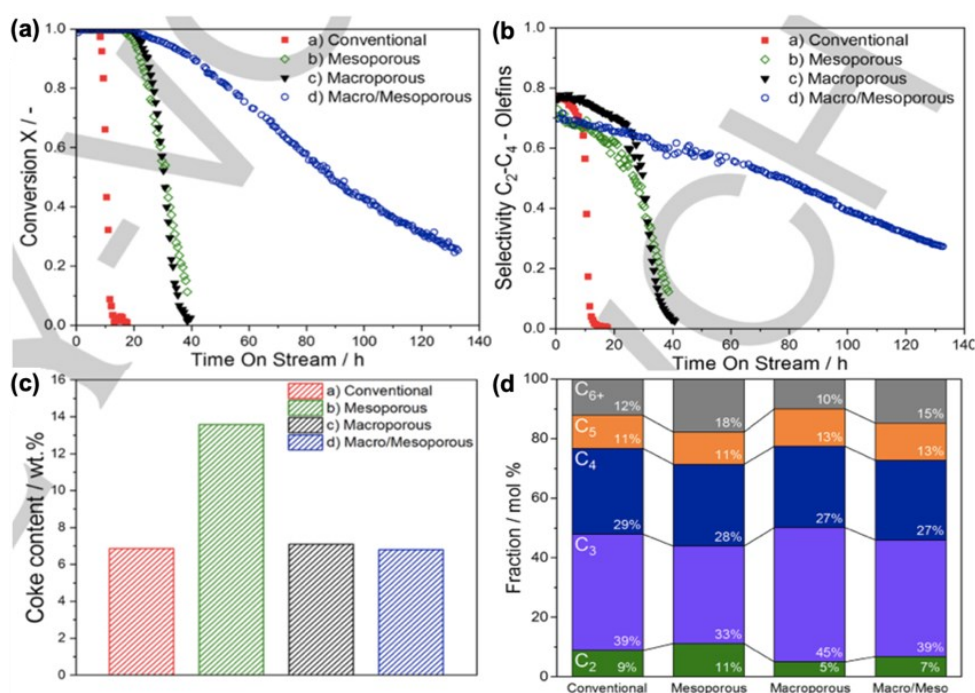 (a)
a) Conventional
b) Mesoporous
c) Macroporous
d) Macro/Mesoporous
Conversion X / -
1.0
0.8
0.6
0.4
0.2
0.0
0 20 40 60 80 100 120 140
Time On Stream / h
(b)
a) Conventional
b) Mesoporous
c) Macroporous
d) Macro/Mesoporous
Selectivity C2-C4 - Olefins
1.0
0.8
0.6
0.4
0.2
0.0
0 20 40 60 80 100 120 140
Time On Stream / h
(c)
a) Conventional
b) Mesoporous
c) Macroporous
d) Macro/Mesoporous
Coke content / wt.%
16
14
12
10
8
6
4
2
0
(d)
Fraction / mol %
100
80
60
40
20
0
C6+ 12% 18% 10% 15%
C5 11% 11% 13% 13%
C4 29% 28% 27% 27%
C3 39% 33% 45% 39%
C2 9% 11% 5% 7%
Conventional Mesoporous Macroporous Macro/Meso